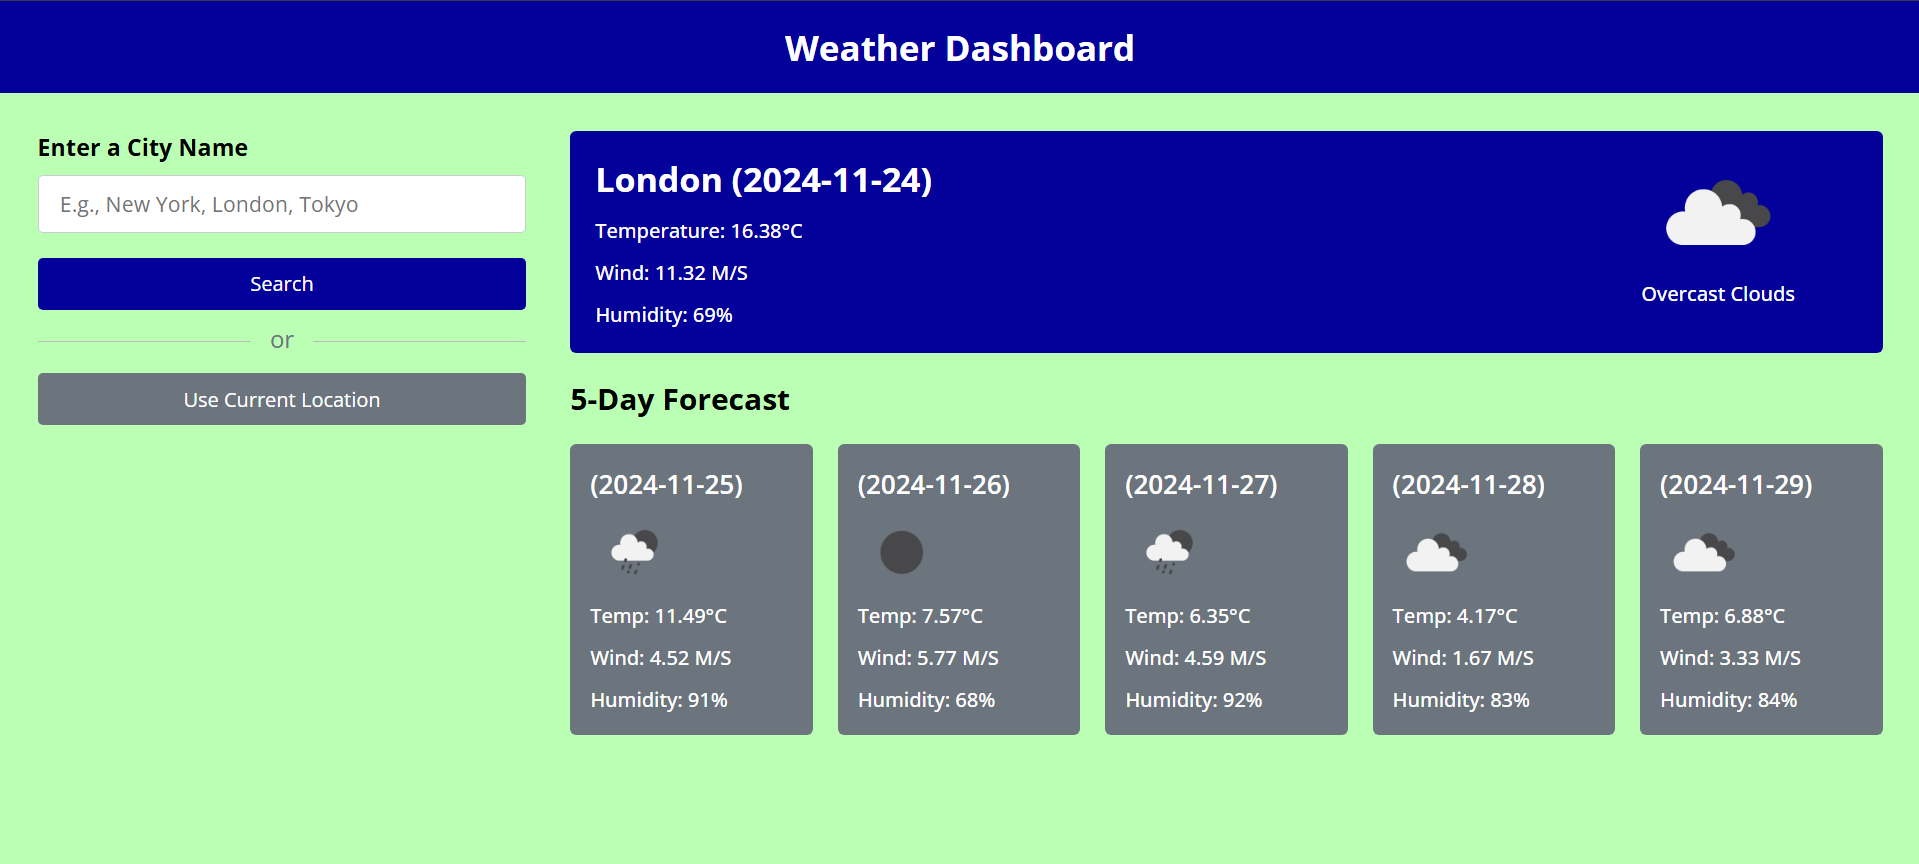 Weather Dashboard
Enter a City Name
E.g., New York, London, Tokyo
Search
or
Use Current Location
London (2024-11-24)
Temperature: 16.38°C
Wind: 11.32 M/S
Humidity: 69%
Overcast Clouds
5-Day Forecast
(2024-11-25)
Temp: 11.49°C
Wind: 4.52 M/S
Humidity: 91%
(2024-11-26)
Temp: 7.57°C
Wind: 5.77 M/S
Humidity: 68%
(2024-11-27)
Temp: 6.35°C
Wind: 4.59 M/S
Humidity: 92%
(2024-11-28)
Temp: 4.17°C
Wind: 1.67 M/S
Humidity: 83%
(2024-11-29)
Temp: 6.88°C
Wind: 3.33 M/S
Humidity: 84%